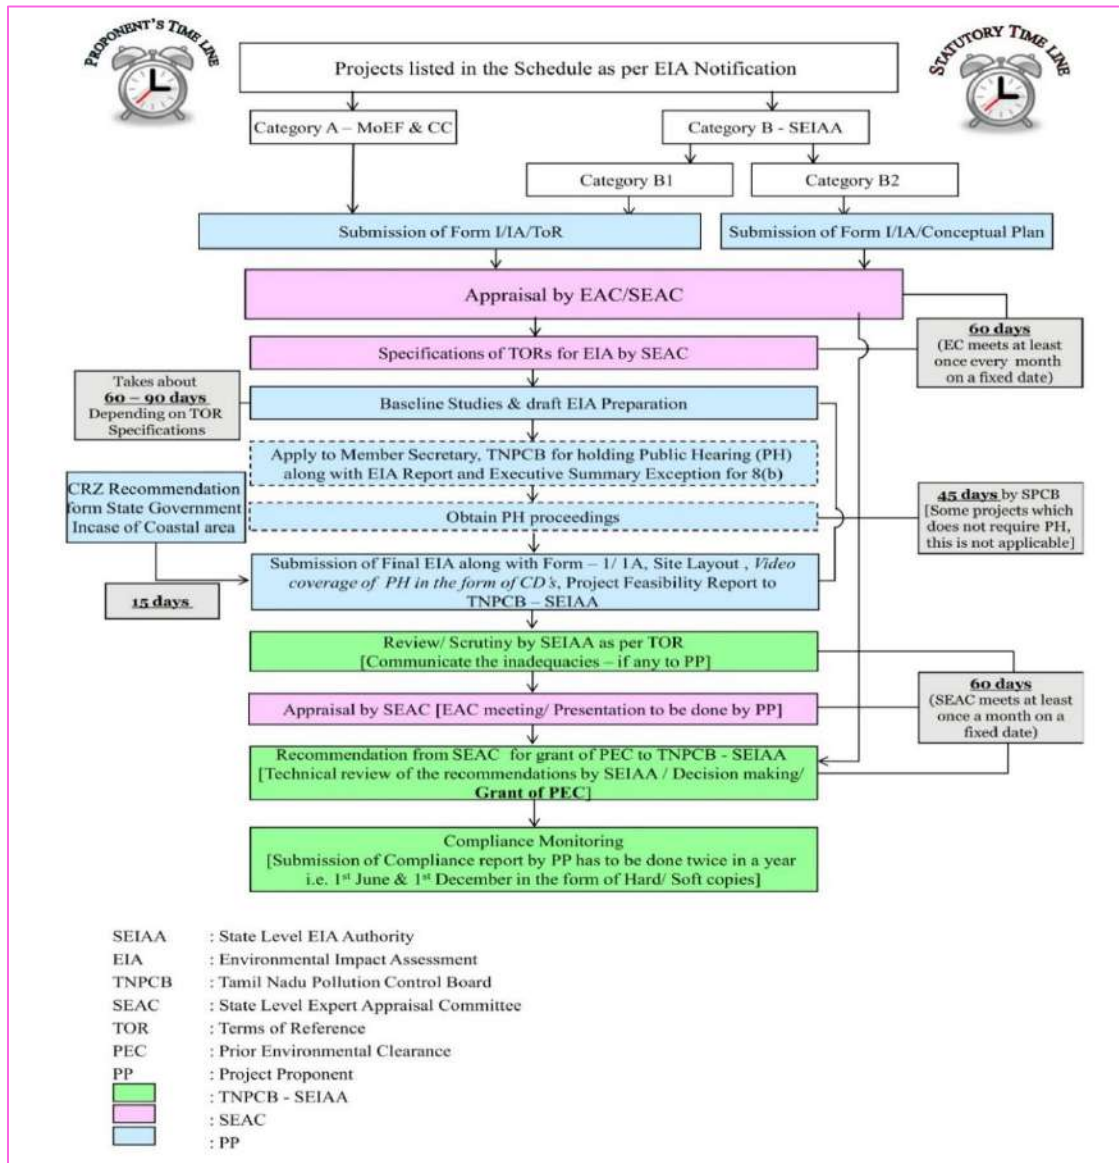 PROPONENT'S TIME LINE
STATUTORY TIME LINE
Projects listed in the Schedule as per EIA Notification
Category A – MoEF & CC
Category B - SEIAA
Category B1
Category B2
Submission of Form I/IA/ToR
Submission of Form I/IA/Conceptual Plan
Appraisal by EAC/SEAC
60 days
(EC meets at least
once every month
on a fixed date)
Specifications of TORs for EIA by SEAC
Takes about
60 – 90 days
Depending on TOR
Specifications
Baseline Studies & draft EIA Preparation
Apply to Member Secretary, TNPCB for holding Public Hearing (PH)
along with EIA Report and Executive Summary Exception for 8(b)
CRZ Recommendation
form State Government
Incase of Coastal area
Obtain PH proceedings
45 days by SPCB
[Some projects which
does not require PH,
this is not applicable]
Submission of Final EIA along with Form – 1/ 1A, Site Layout , Video
coverage of PH in the form of CD's, Project Feasibility Report to
TNPCB – SEIAA
15 days
Review/ Scrutiny by SEIAA as per TOR
[Communicate the inadequacies – if any to PP]
60 days
(SEAC meets at least
once a month on a
fixed date)
Appraisal by SEAC [EAC meeting/ Presentation to be done by PP]
Recommendation from SEAC for grant of PEC to TNPCB - SEIAA
[Technical review of the recommendations by SEIAA / Decision making/
Grant of PEC]
Compliance Monitoring
[Submission of Compliance report by PP has to be done twice in a year
i.e. 1st June & 1st December in the form of Hard/ Soft copies]
SEIAA : State Level EIA Authority
EIA : Environmental Impact Assessment
TNPCB : Tamil Nadu Pollution Control Board
SEAC : State Level Expert Appraisal Committee
TOR : Terms of Reference
PEC : Prior Environmental Clearance
PP : Project Proponent
: TNPCB - SEIAA
: SEAC
: PP